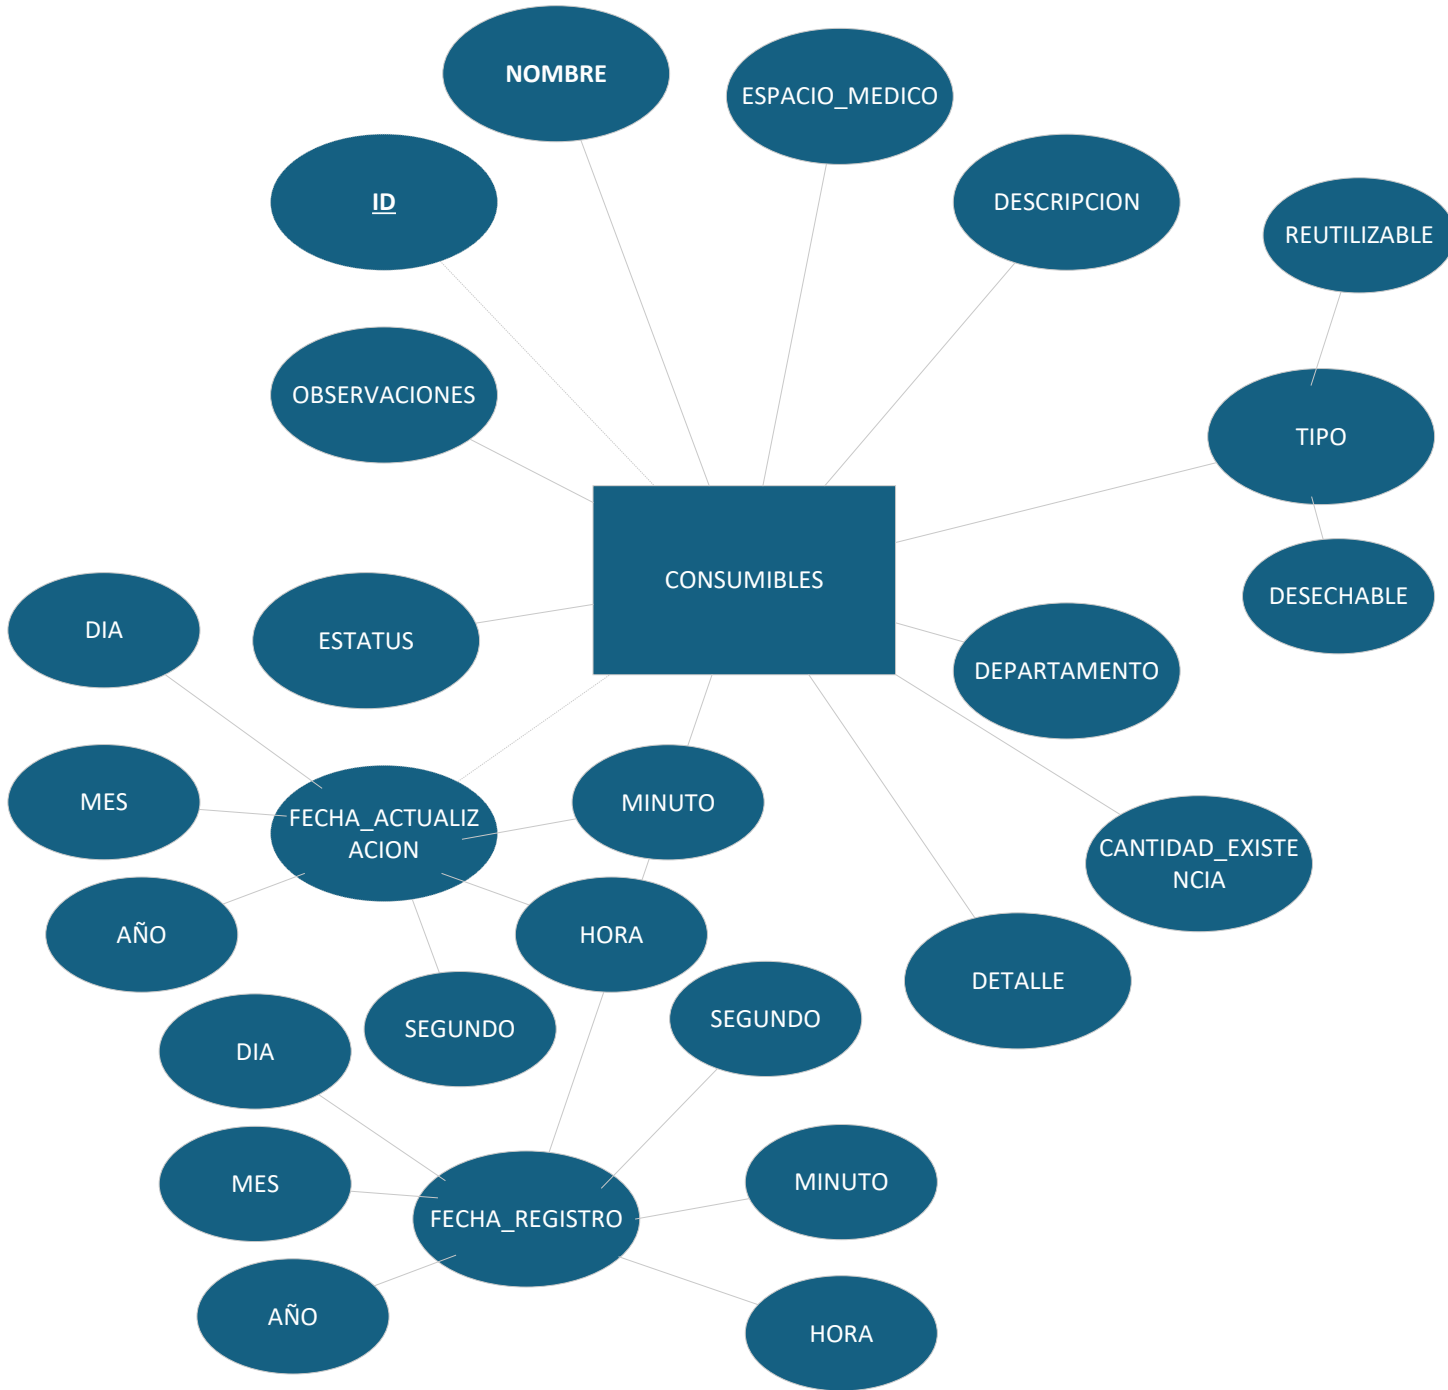 NOMBRE
ESPACIO_MEDICO
ID
DESCRIPCION
REUTILIZABLE
OBSERVACIONES
TIPO
CONSUMIBLES
DESECHABLE
DIA
ESTATUS
DEPARTAMENTO
MES
FECHA_ACTUALIZ
ACION
MINUTO
CANTIDAD_EXISTE
NCIA
AÑO
HORA
DETALLE
SEGUNDO
SEGUNDO
DIA
MES
FECHA_REGISTRO
MINUTO
AÑO
HORA